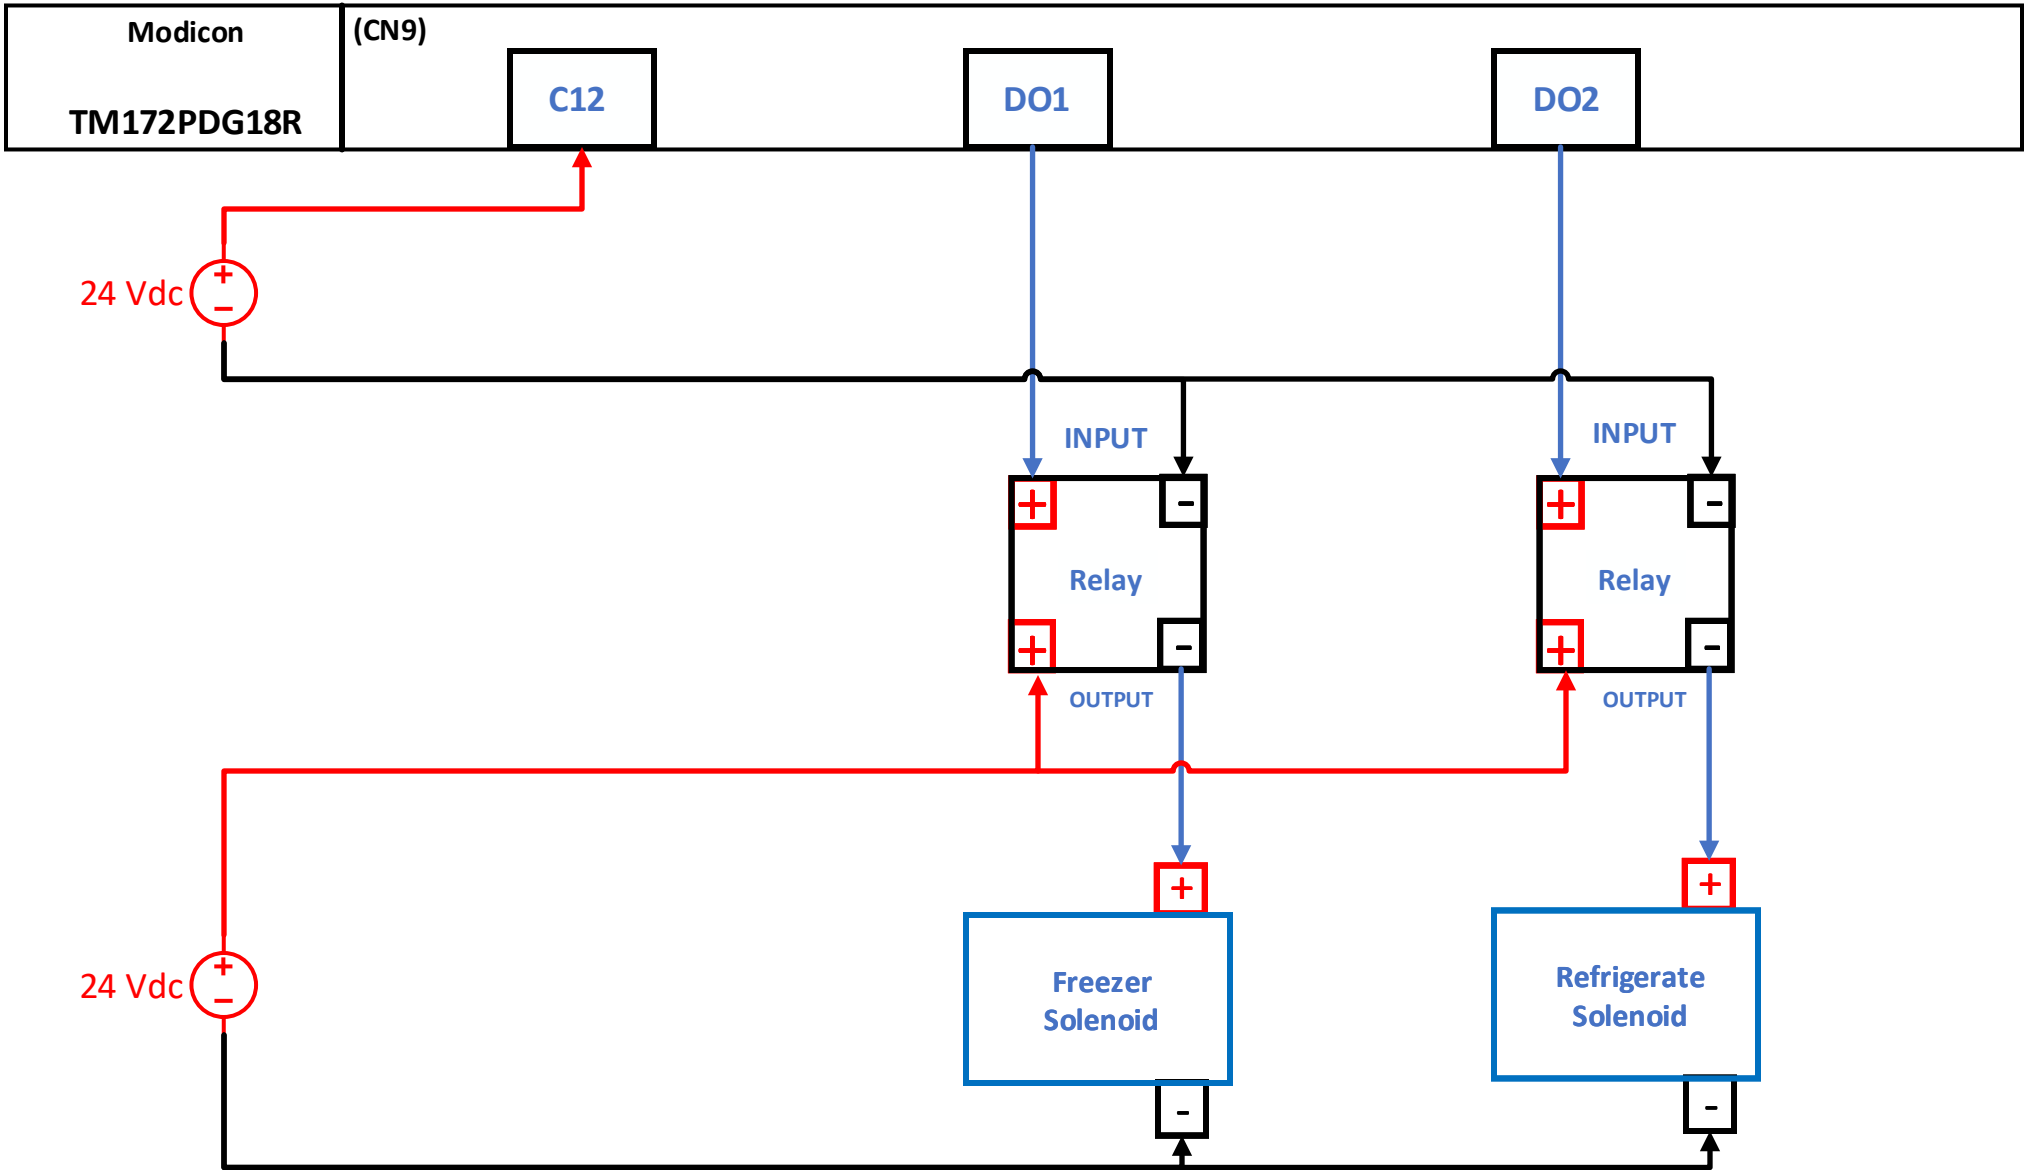 Modicon
TM172PDG18R
(CN9)
C12
DO1
DO2
24 Vdc
+
−
INPUT
INPUT
+
-
+
-
Relay
Relay
+
-
+
-
OUTPUT
OUTPUT
+
+
24 Vdc
+
−
Freezer
Solenoid
Refrigerate
Solenoid
-
-